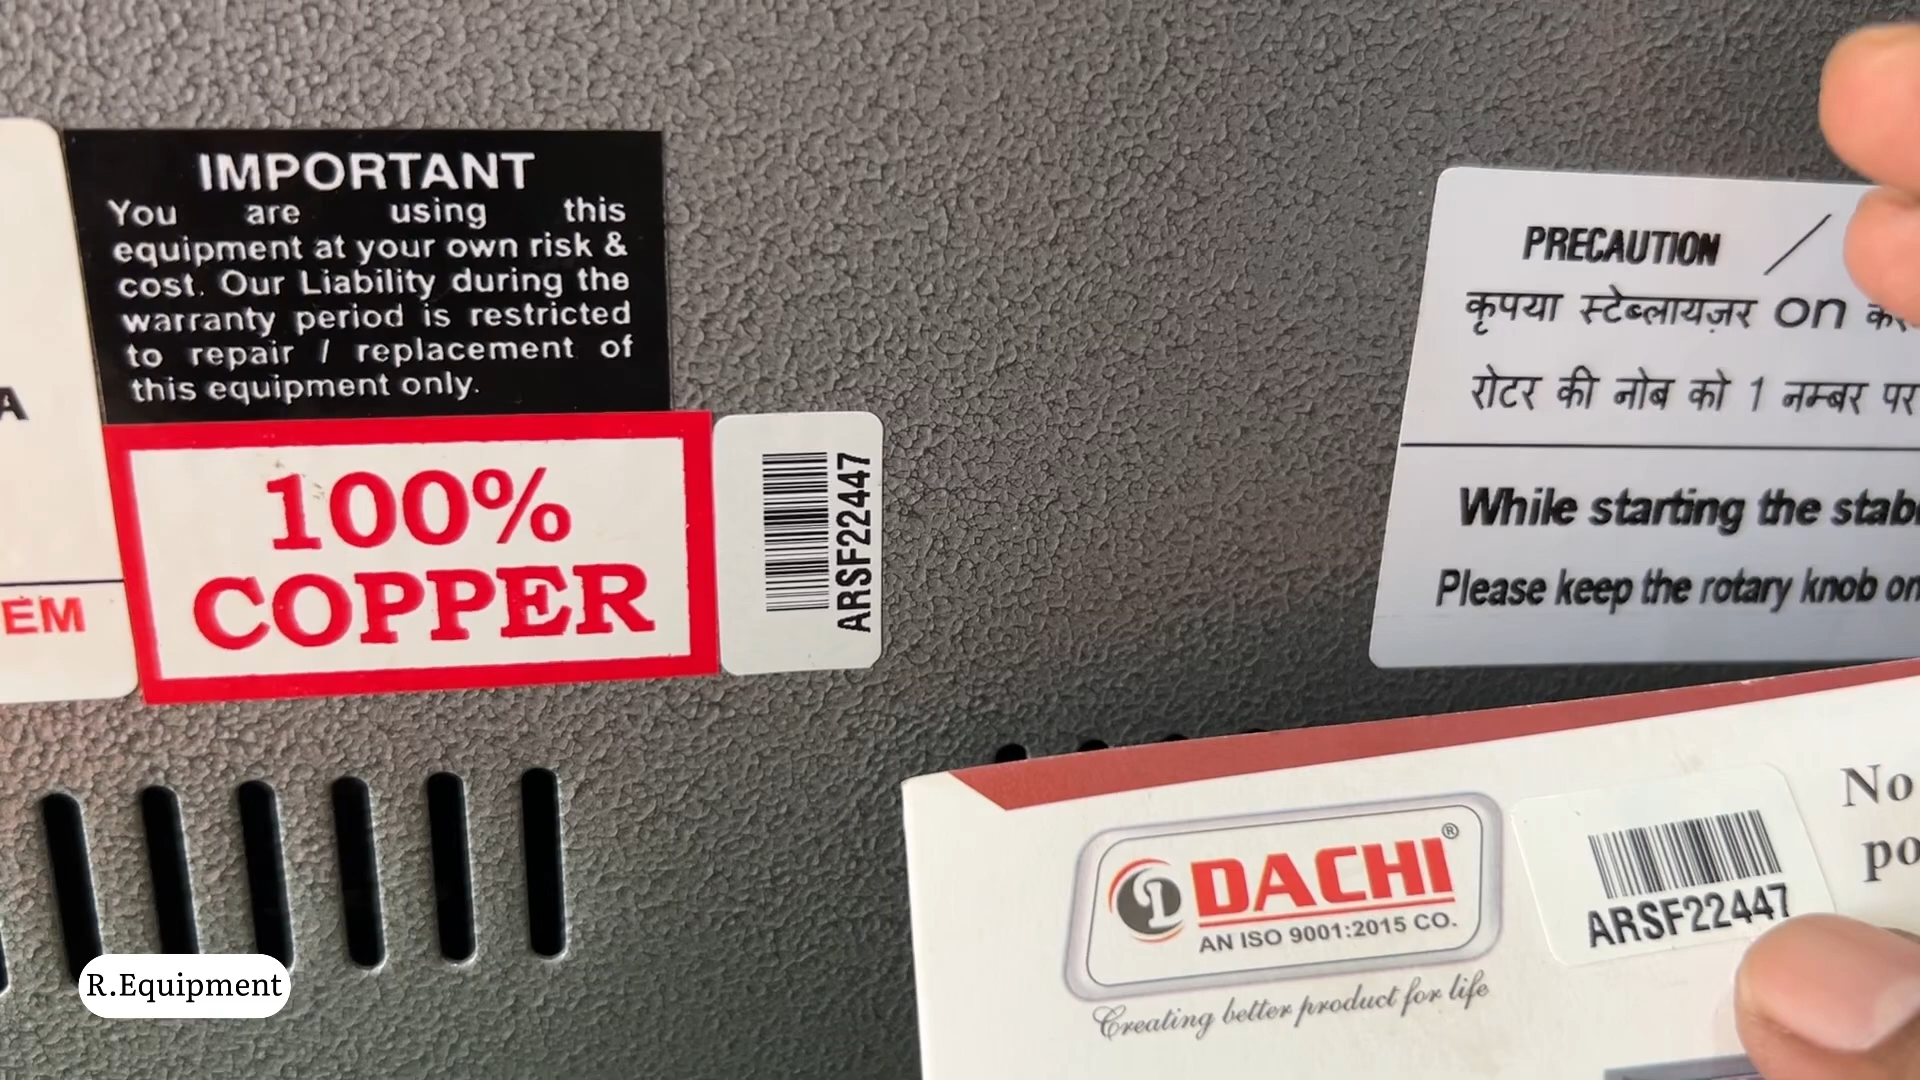 IMPORTANT
You are using this
equipment at your own risk &
cost. Our Liability during the
warranty period is restricted
to repair / replacement of
this equipment only.
A
EM
100%
COPPER
ARSF22447
PRECAUTION /
कृपया स्टेब्लायज़र on
रोटर की नोब को 1 नम्बर पर
While starting the
Please keep the rotary knob on
DACHI®
AN ISO 9001:2015 CO.
Creating better product for life
ARSF22447
No
R.Equipment